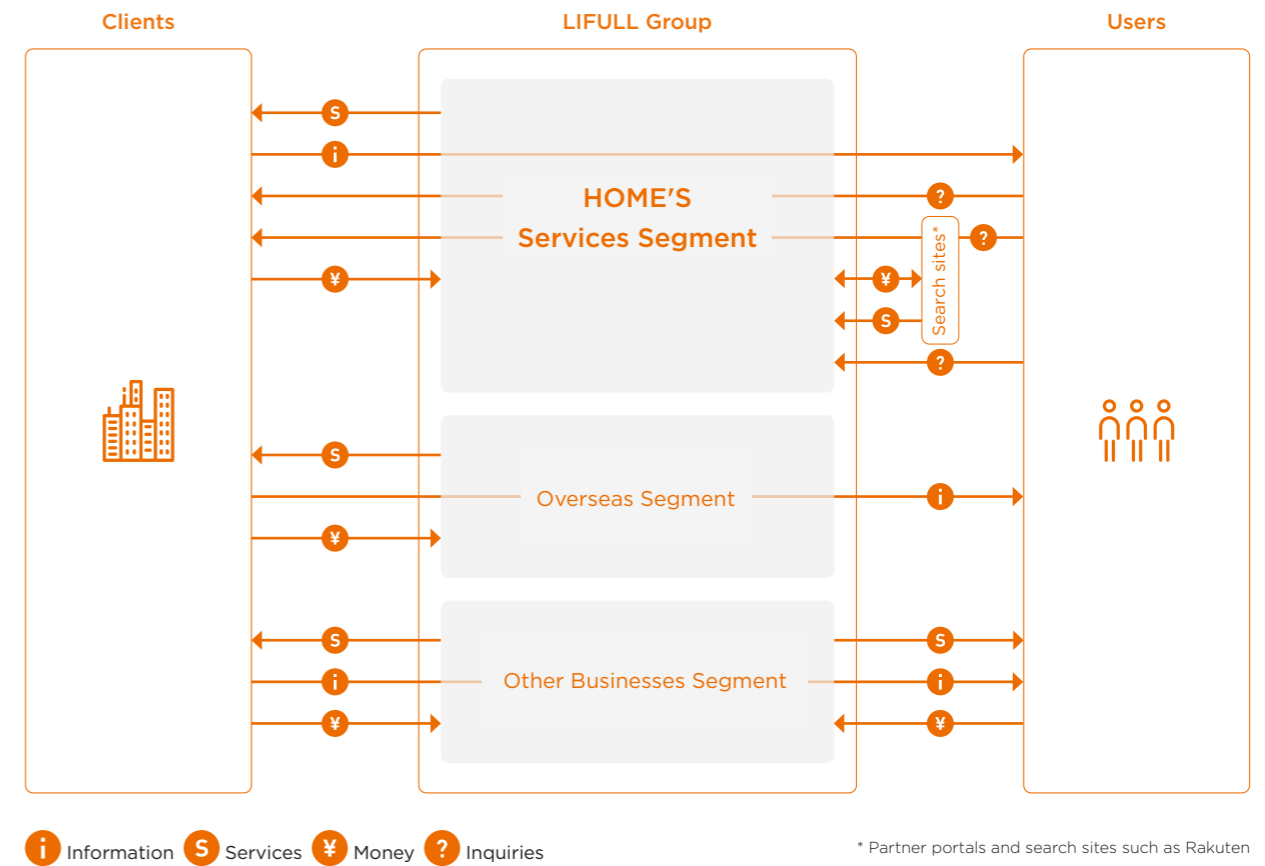 Clients
LIFULL Group
Users
S
i
HOME'S
?
Services Segment
?
Search sites*
¥
¥
S
?
S
Overseas Segment
i
¥
S
S
i
Other Businesses Segment
i
¥
¥
i Information S Services ¥ Money ? Inquiries
* Partner portals and search sites such as Rakuten